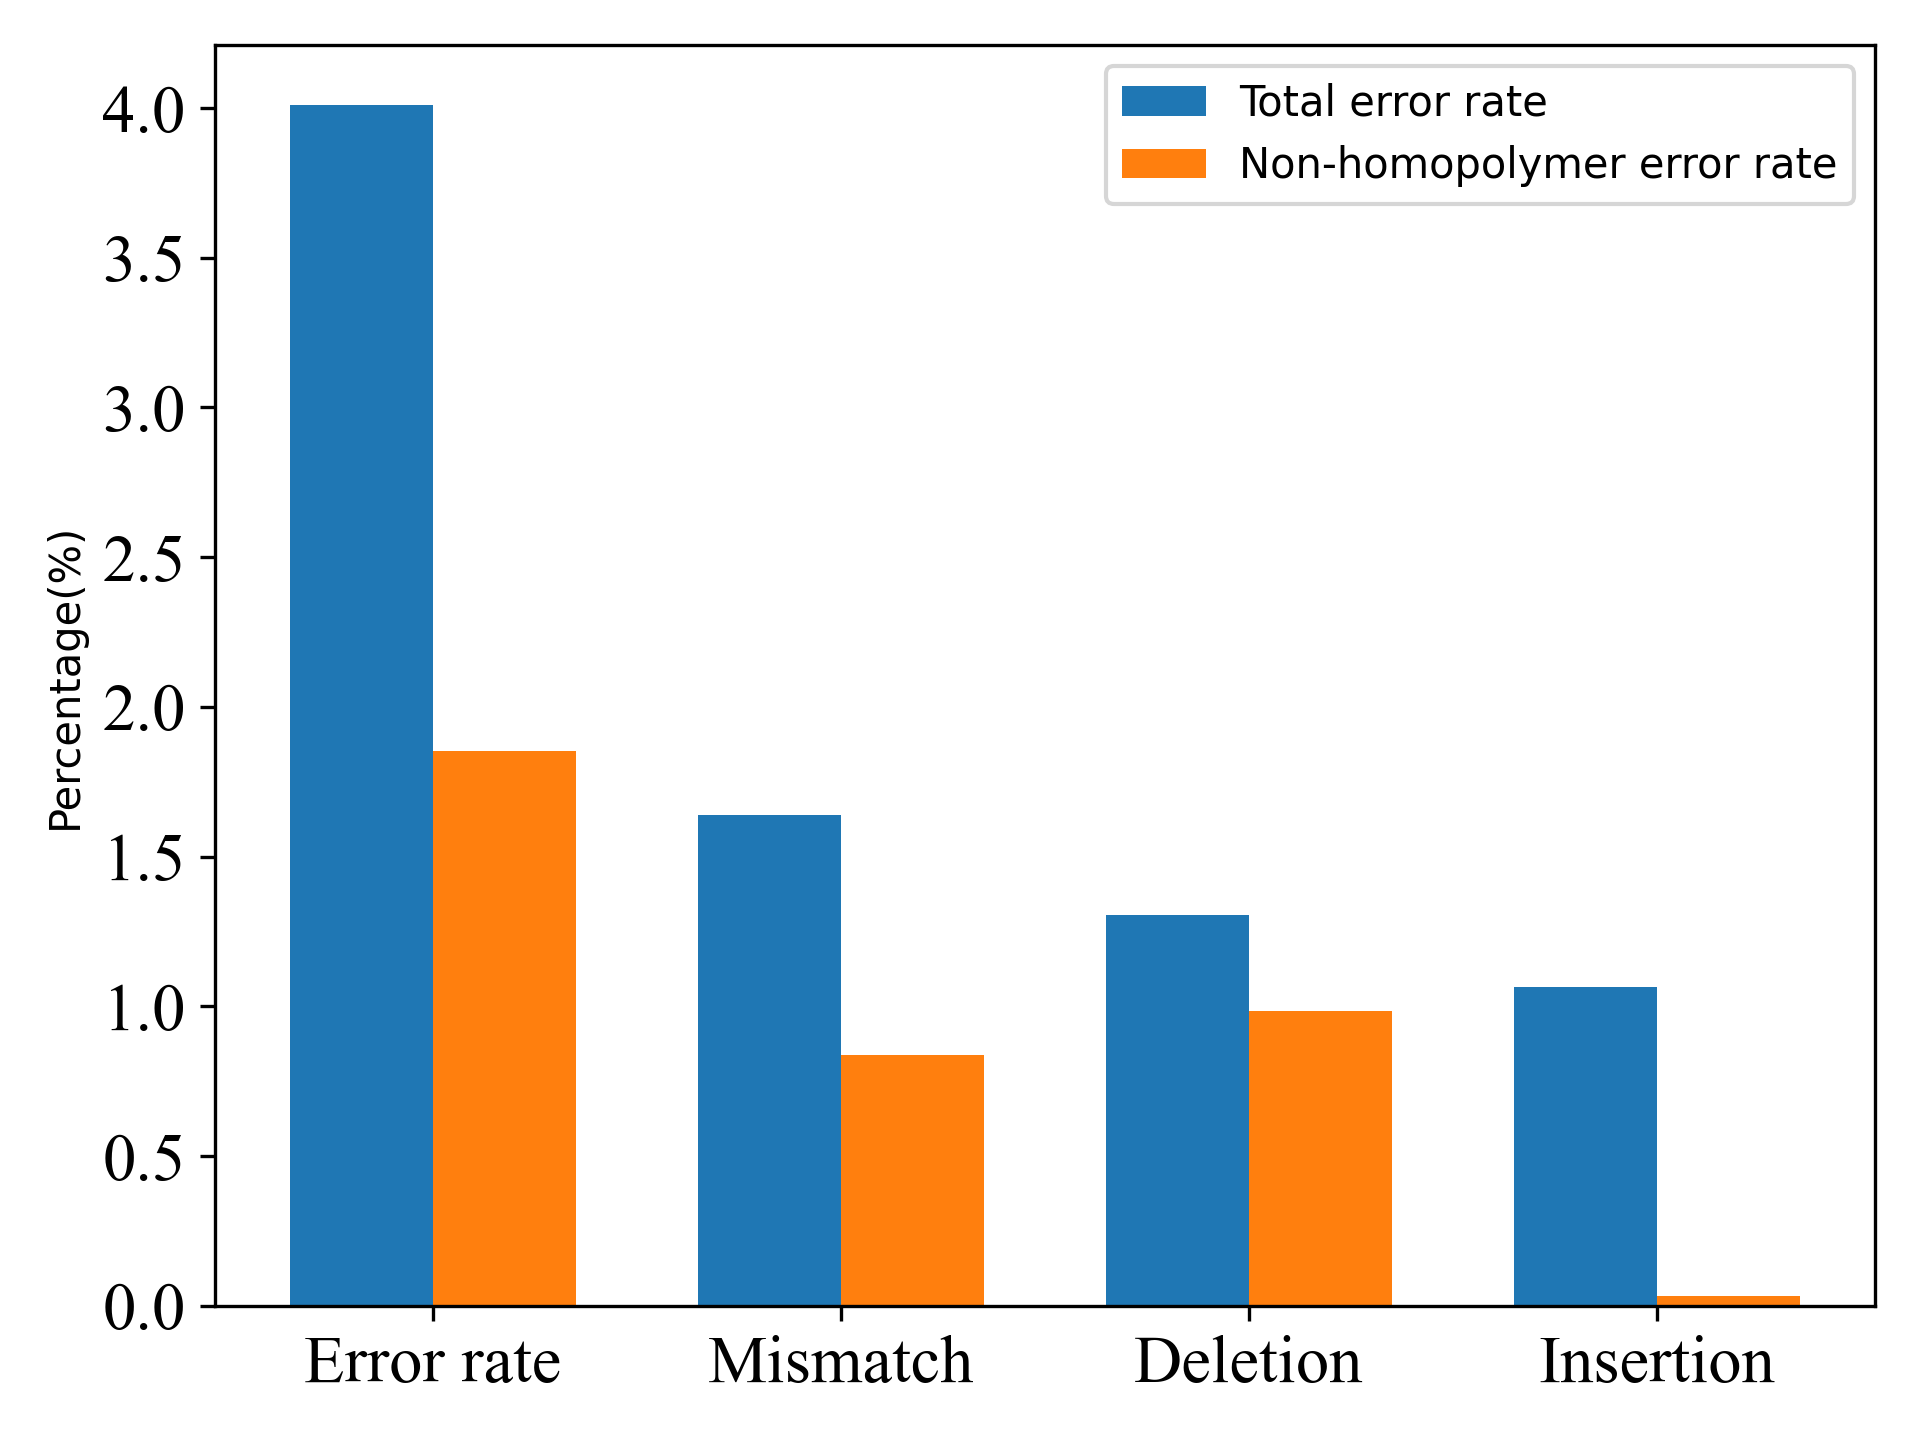 Total error rate
Non-homopolymer error rate
Percentage(%)
4.0
3.5
3.0
2.5
2.0
1.5
1.0
0.5
0.0
Error rate
Mismatch
Deletion
Insertion